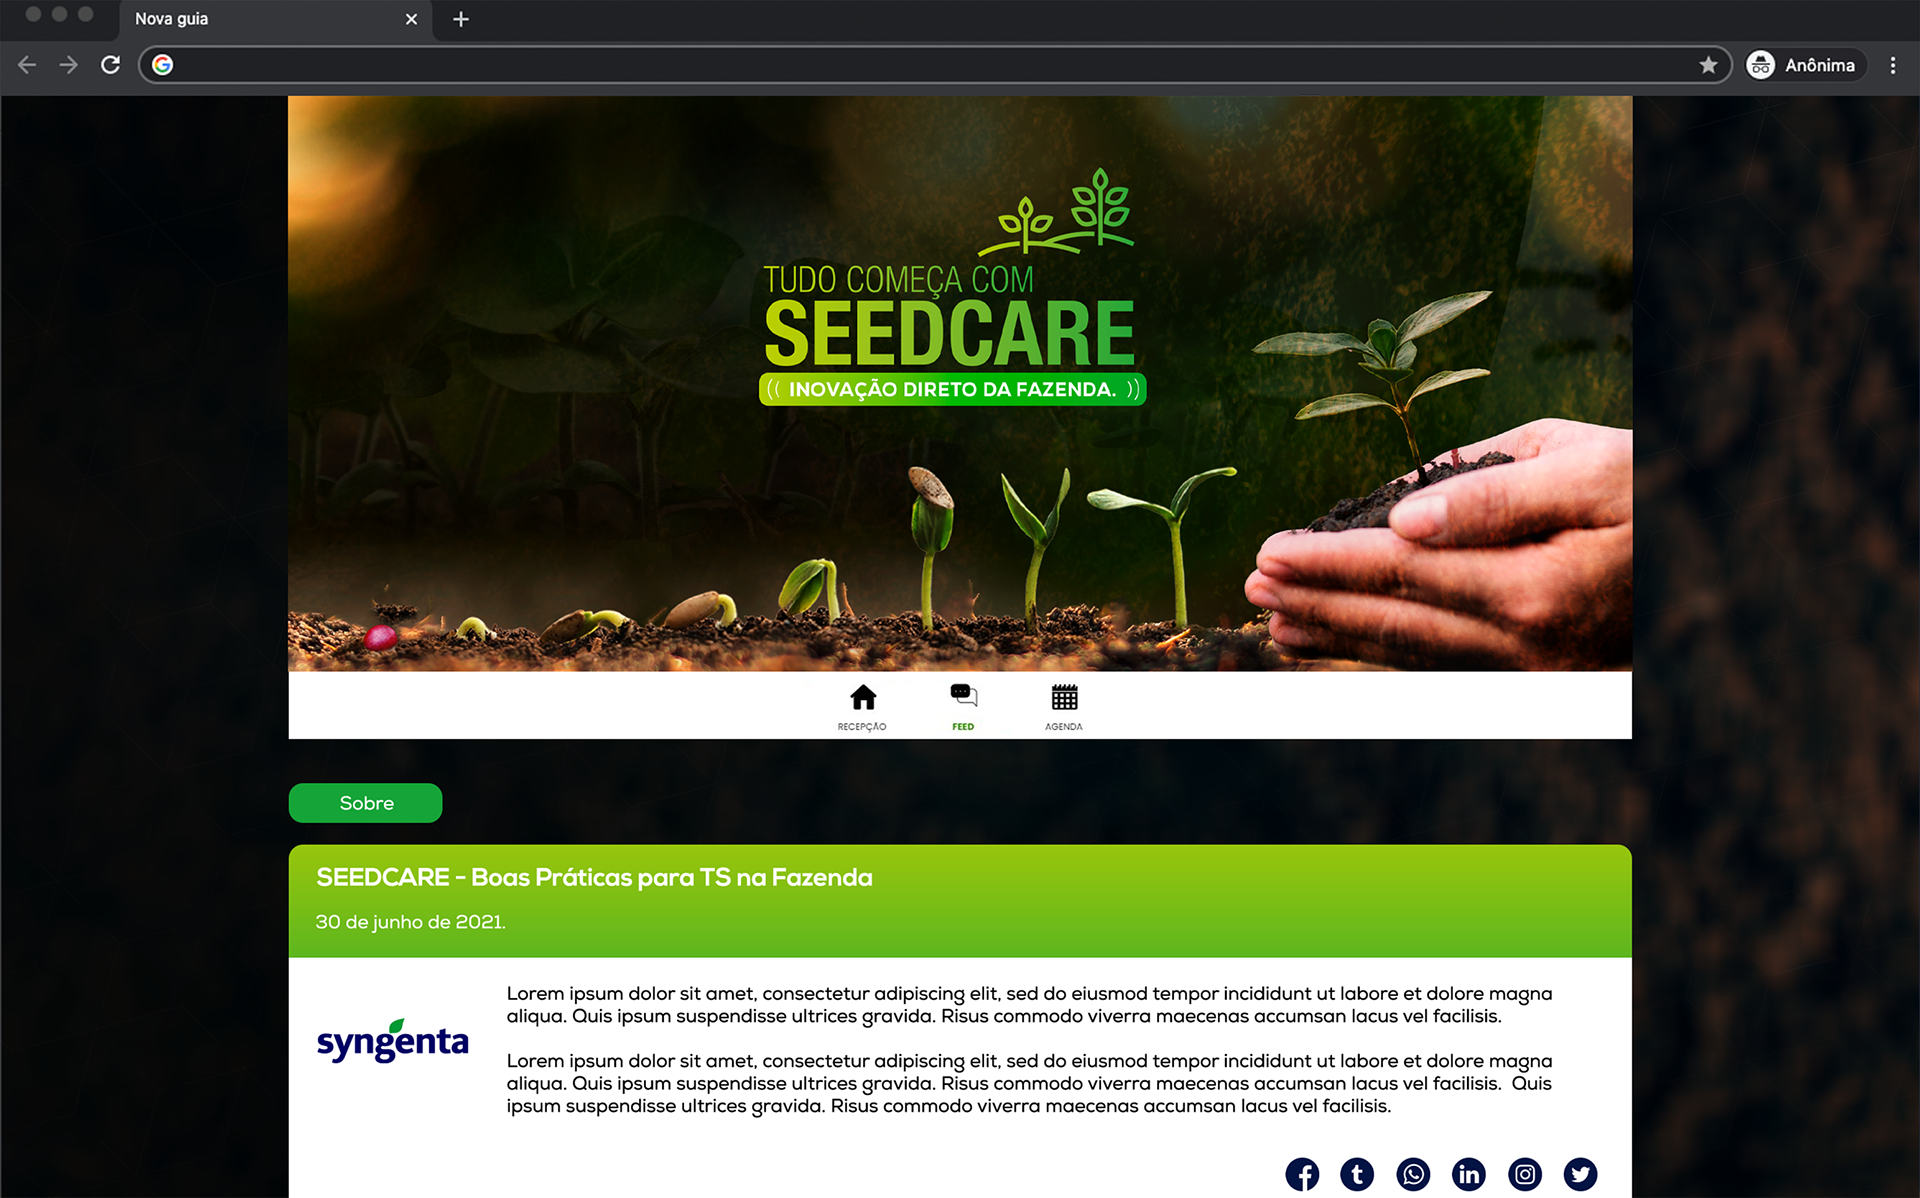 Nova guia
Anônima
TUDO COMEÇA COM
SEEDCARE
(( INOVAÇÃO DIRETO DA FAZENDA. ))
RECEPÇÃO
FEED
AGENDA
Sobre
SEEDCARE - Boas Práticas para TS na Fazenda
30 de junho de 2021.
syngenta
Lorem ipsum dolor sit amet, consectetur adipiscing elit, sed do eiusmod tempor incididunt ut labore et dolore magna
aliqua. Quis ipsum suspendisse ultrices gravida. Risus commodo viverra maecenas accumsan lacus vel facilisis.
Lorem ipsum dolor sit amet, consectetur adipiscing elit, sed do eiusmod tempor incididunt ut labore et dolore magna
aliqua. Quis ipsum suspendisse ultrices gravida. Risus commodo viverra maecenas accumsan lacus vel facilisis.  Quis
ipsum suspendisse ultrices gravida. Risus commodo viverra maecenas accumsan lacus vel facilisis.